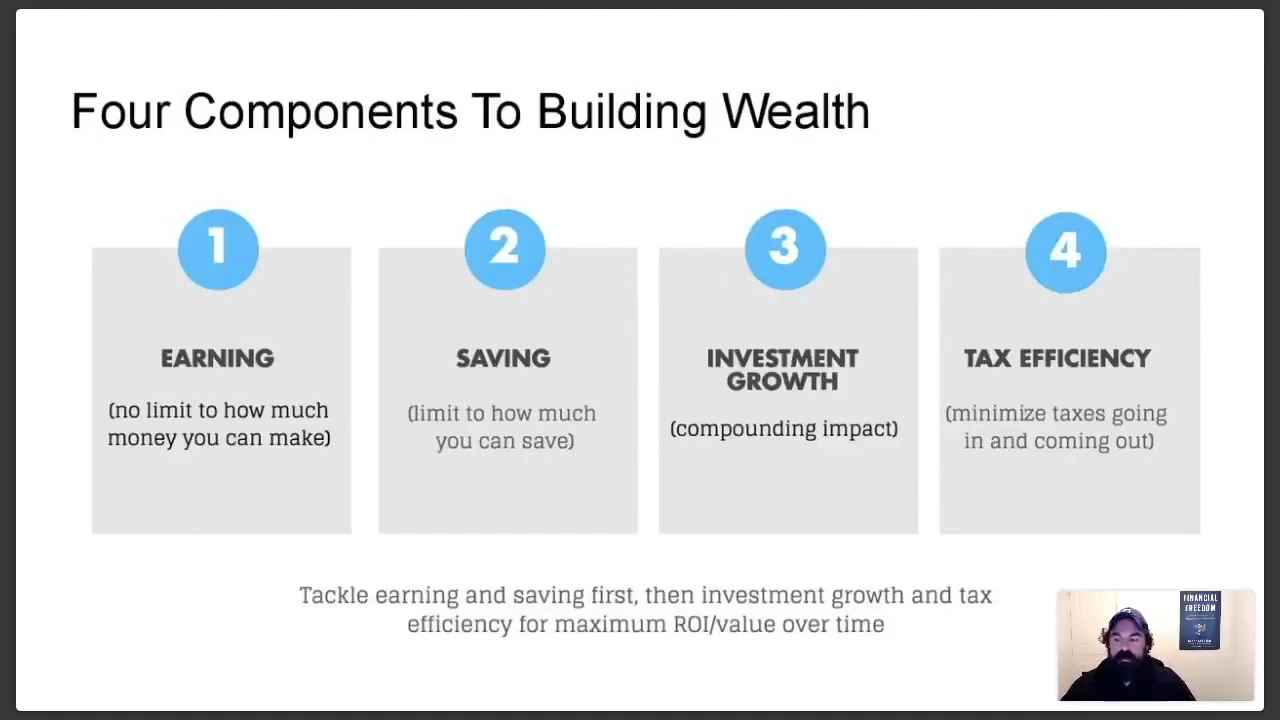 Four Components To Building Wealth
1
2
3
4
EARNING
(no limit to how much
money you can make)
SAVING
(limit to how much
you can save)
INVESTMENT
GROWTH
(compounding impact)
TAX EFFICIENCY
(minimize taxes going
in and coming out)
Tackle earning and saving first, then investment growth and tax
efficiency for maximum ROI/value over time
FINANCIAL
FREEDOM